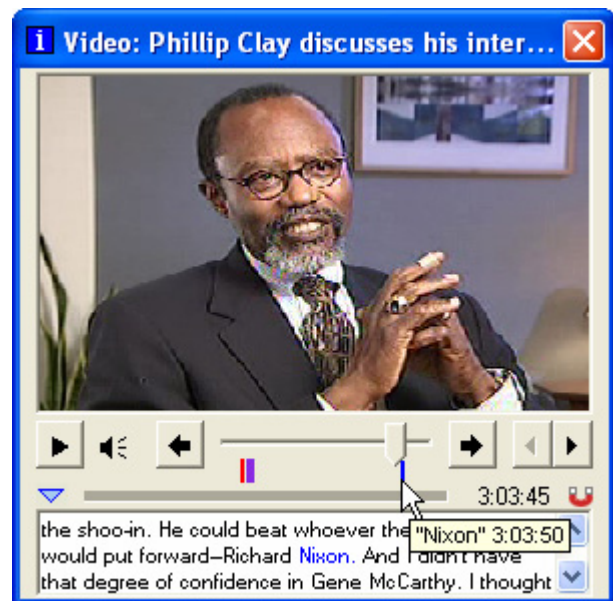 i Video: Phillip Clay discusses his inter...
3:03:45
"Nixon" 3:03:50
the shoo-in. He could beat whoever the
would put forward–Richard Nixon. And I didn't have
that degree of confidence in Gene McCarthy. I thought